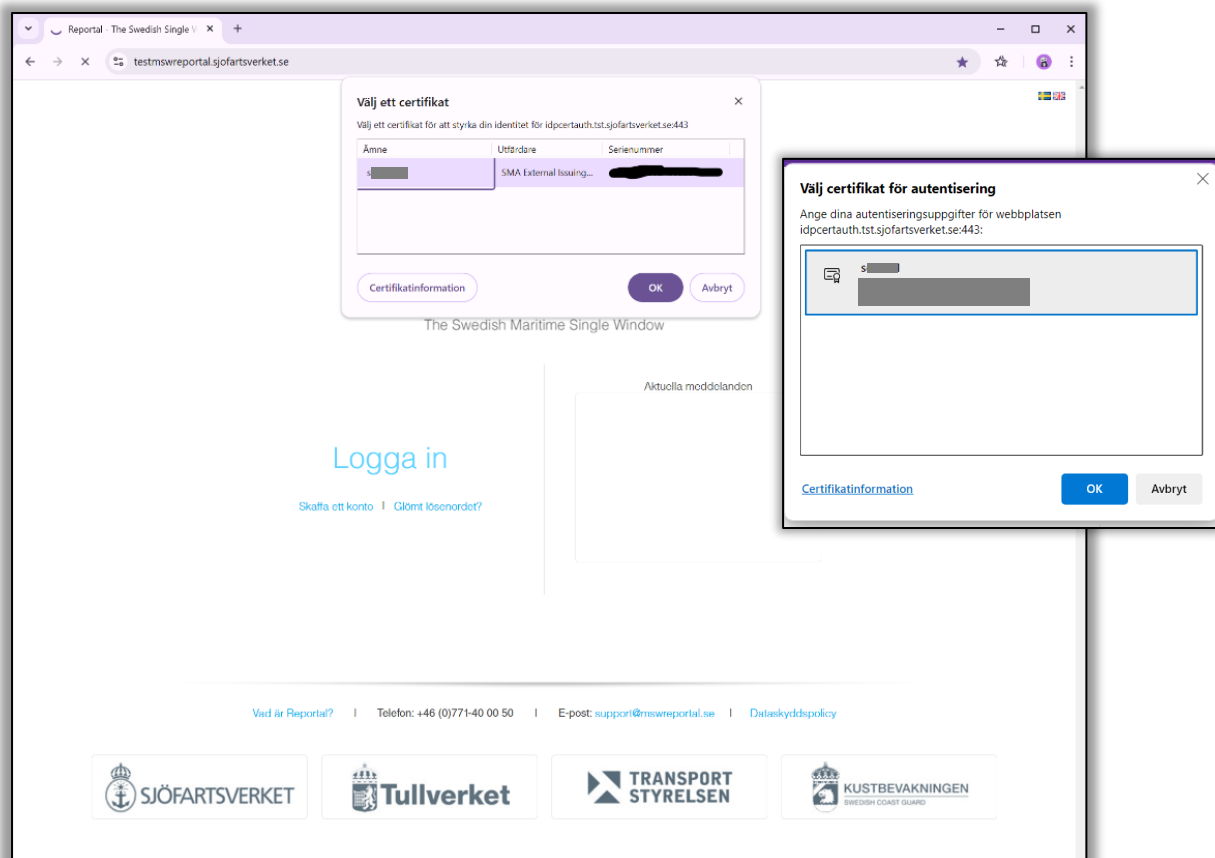 Reportal - The Swedish Single
testmswreportal.sjofartsverket.se
Välj ett certifikat
Välj ett certifikat för att styrka din identitet för idpcertauth.tst.sjofartsverket.se:443
Ämne Utfärdare Serienummer
s SMA External Issuing...
Certifikatinformation OK Avbryt
The Swedish Maritime Single Window
Aktuella meddelanden
Logga in
Skaffa ett konto I Glömt lösenordet?
Välj certifikat för autentisering
Ange dina autentiseringsuppgifter för webbplatsen
idpcertauth.tst.sjofartsverket.se:443:
s
Certifikatinformation OK Avbryt
Vad är Reportal? I Telefon: +46 (0)771-40 00 50 I E-post: support@mswreportal.se I Dataskyddspolicy
SJÖFARTSVERKET
Tullverket
TRANSPORT
STYRELSEN
KUSTBEVAKNINGEN
SWEDISH COAST GUARD